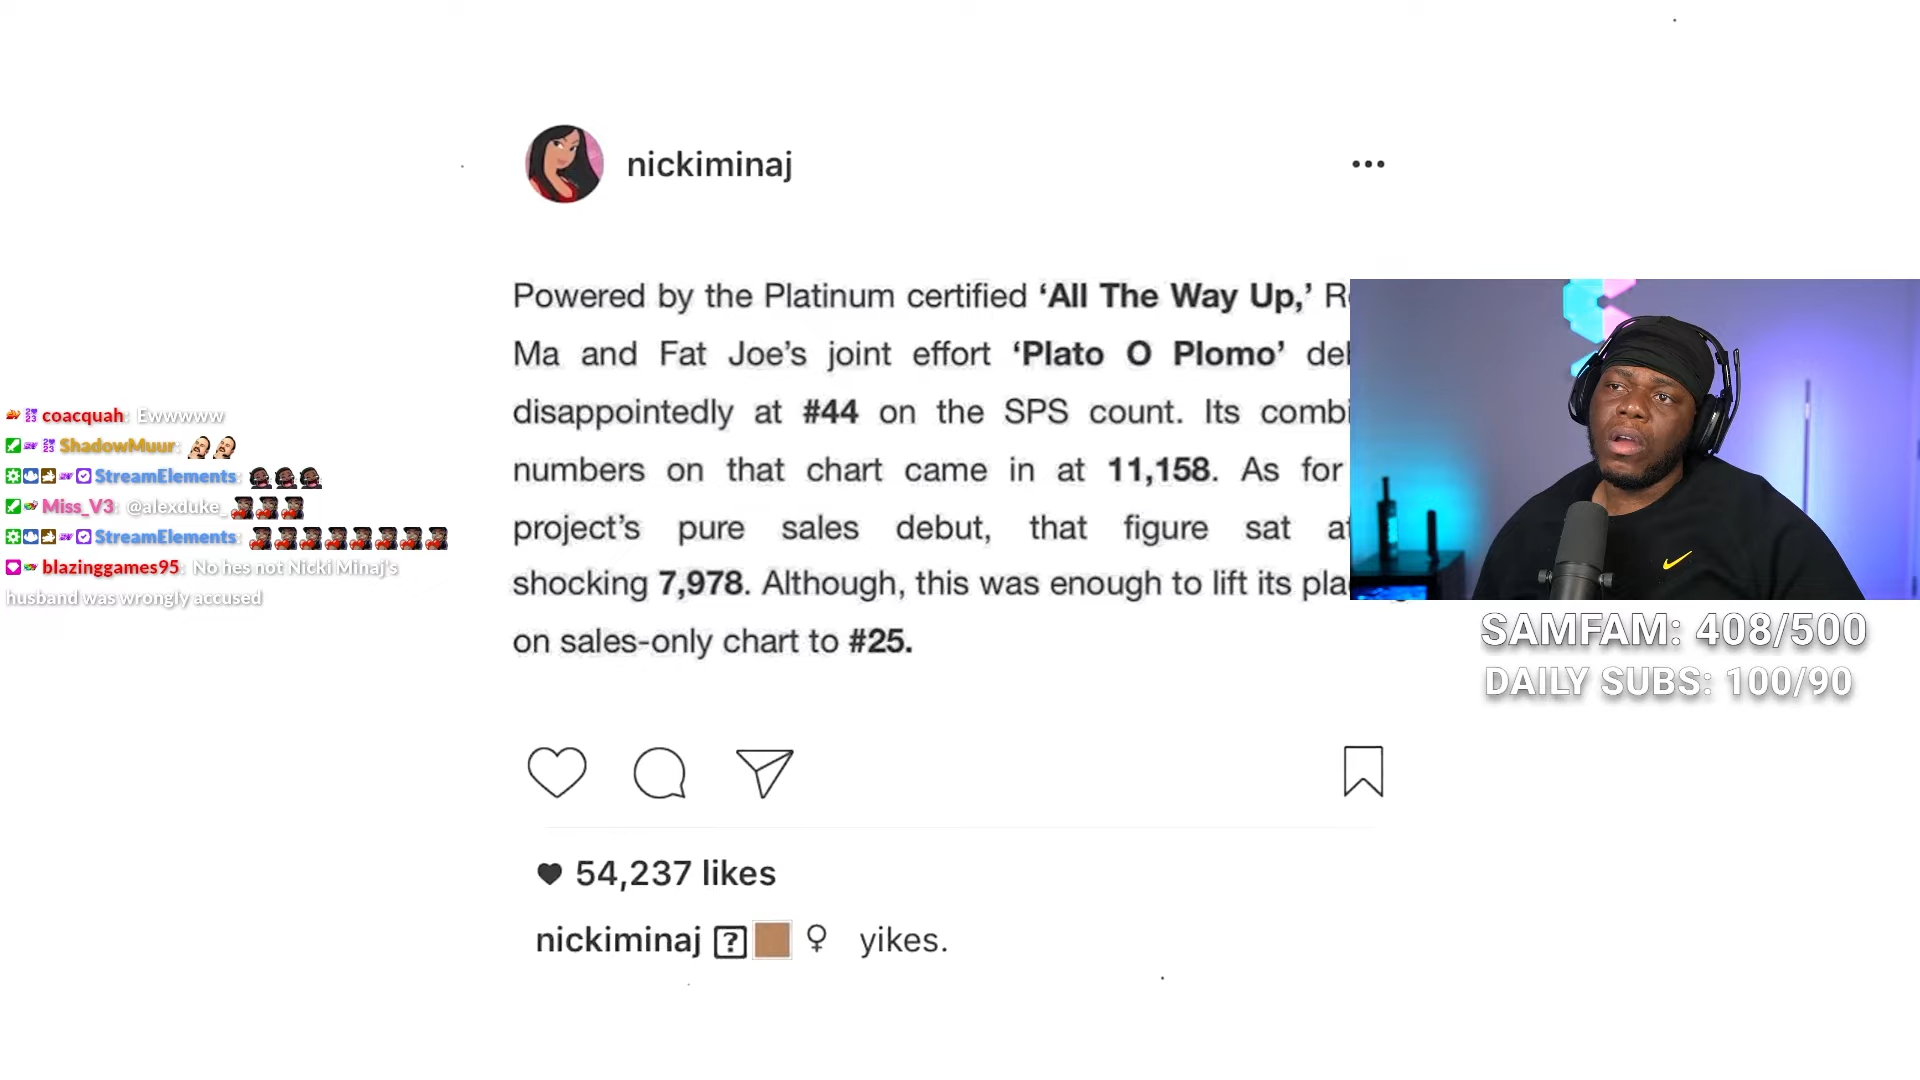 nickiminaj
Powered by the Platinum certified ‘All The Way Up,’ R
Ma and Fat Joe’s joint effort ‘Plato O Plomo’ de
disappointedly at #44 on the SPS count. Its combi
numbers on that chart came in at 11,158. As for
project’s pure sales debut, that figure sat a
shocking 7,978. Although, this was enough to lift its pla
on sales-only chart to #25.
54,237 likes
nickiminaj ♀ yikes.
coacquah: Ewwwww
ShadowMuur:
StreamElements:
Miss_V3: @alexduke_
StreamElements:
blazinggames95: No hes not Nicki Minaj's
husband was wrongly accused
SAMFAM: 408/500
DAILY SUBS: 100/90